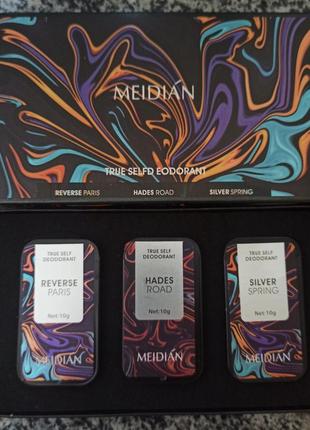 MEIDIÁN
TRUE SELFD EODORANT
REVERSE PARIS HADES ROAD SILVER SPRING
TRUE SELF
DEODORANT
REVERSE
PARIS
Net:10g
MEIDIÁN
TRUE SELF
DEODORANT
HADES
ROAD
Net:10g
MEIDIÁN
TRUE SELF
DEODORANT
SILVER
SPRING
Net:10g
MEIDIÁN